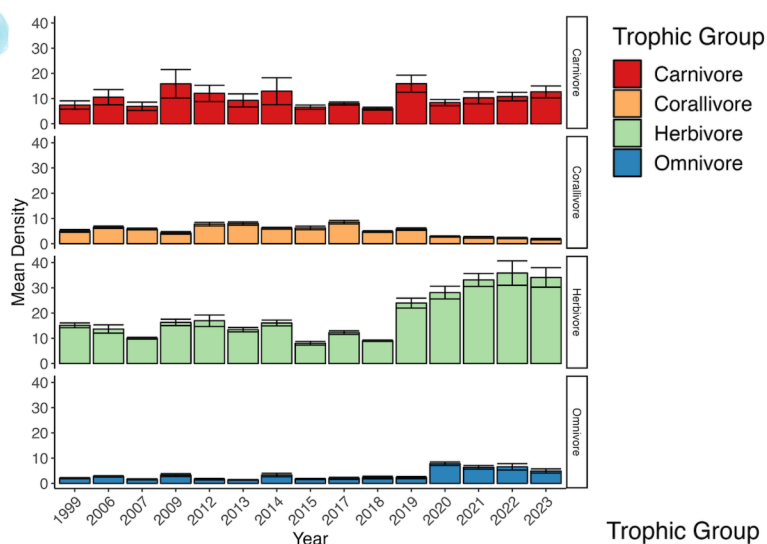 Mean Density
40
30
20
10
0
Carnivore
40
30
20
10
0
Corallivore
40
30
20
10
0
Herbivore
40
30
20
10
0
Omnivore
1999
2006
2007
2009
2012
2013
2014
2015
2017
2018
2019
2020
2021
2022
2023
Year
Trophic Group
Carnivore
Corallivore
Herbivore
Omnivore
Trophic Group